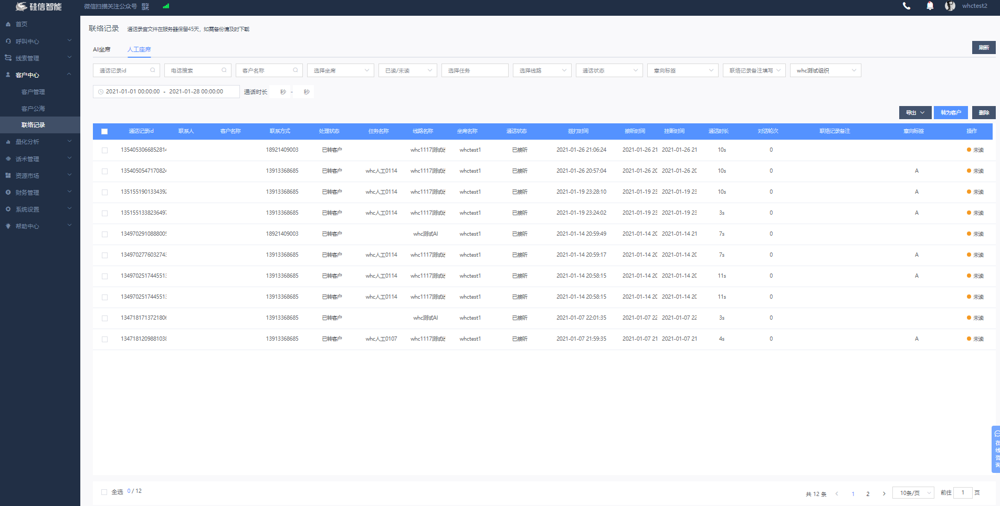 硅信智能
微信扫描关注公众号
whctest2
首页
呼叫中心
线索管理
客户中心
客户管理
客户公海
联络记录
量化分析
话术管理
资源市场
财务管理
系统设置
帮助中心
联络记录 通话录音文件在服务器保留45天，如需备份请及时下载
AI坐席 人工座席
刷新
通话记录id 电话搜索 客户名称 选择坐席 已读/未读 选择任务 选择线路 通话状态 意向标签 联络记录备注填写 whc测试组织
2021-01-01 00:00:00 - 2021-01-28 00:00:00 通话时长 秒 - 秒
导出 转为客户 删除
通话记录id 联系人 客户名称 联系方式 处理状态 任务名称 线路名称 坐席名称 通话状态 拨打时间 接听时间 挂断时间 通话时长 对话轮次 联络记录备注 意向标签 操作
1354053066852814 18921409003 已转客户 whc1117测试 whctest1 已接听 2021-01-26 21:06:24 2021-01-26 21 2021-01-26 21 10s 0 未读
1354050547170824 13913368685 已转客户 whc人工0114 whc1117测试 whctest1 已接听 2021-01-26 20:57:04 2021-01-26 20 2021-01-26 20 10s 0 A 未读
1351551901334392 13913368685 已转客户 whc人工0114 whc1117测试 whctest1 已接听 2021-01-19 23:28:10 2021-01-19 23 2021-01-19 23 10s 0 A 未读
1351551338236497 13913368685 已转客户 whc人工0114 whc1117测试 whctest1 已接听 2021-01-19 23:24:02 2021-01-19 23 2021-01-19 23 3s 0 A 未读
1349702910888005 18921409003 已转客户 whc测试AI whctest1 已接听 2021-01-14 20:59:49 2021-01-14 20 2021-01-14 21 7s 0 未读
1349702776032743 13913368685 已转客户 whc人工0114 whc1117测试 whctest1 已接听 2021-01-14 20:59:17 2021-01-14 20 2021-01-14 20 7s 0 A 未读
1349702517445513 13913368685 已转客户 whc人工0114 whc1117测试 whctest1 已接听 2021-01-14 20:58:15 2021-01-14 20 2021-01-14 20 11s 0 A 未读
1349702517445513 13913368685 已转客户 whc人工0114 whc1117测试 whctest1 已接听 2021-01-14 20:58:15 2021-01-14 20 2021-01-14 20 11s 0 未读
1347181713721806 13913368685 已转客户 whc测试AI whctest1 已接听 2021-01-07 22:01:35 2021-01-07 22 2021-01-07 22 3s 0 未读
1347181209881038 13913368685 已转客户 whc人工0107 whc1117测试 whctest1 已接听 2021-01-07 21:59:35 2021-01-07 21 2021-01-07 21 4s 0 A 未读
在线咨询
全选 0 / 12
共 12 条 1 2 10条/页 前往 1 页